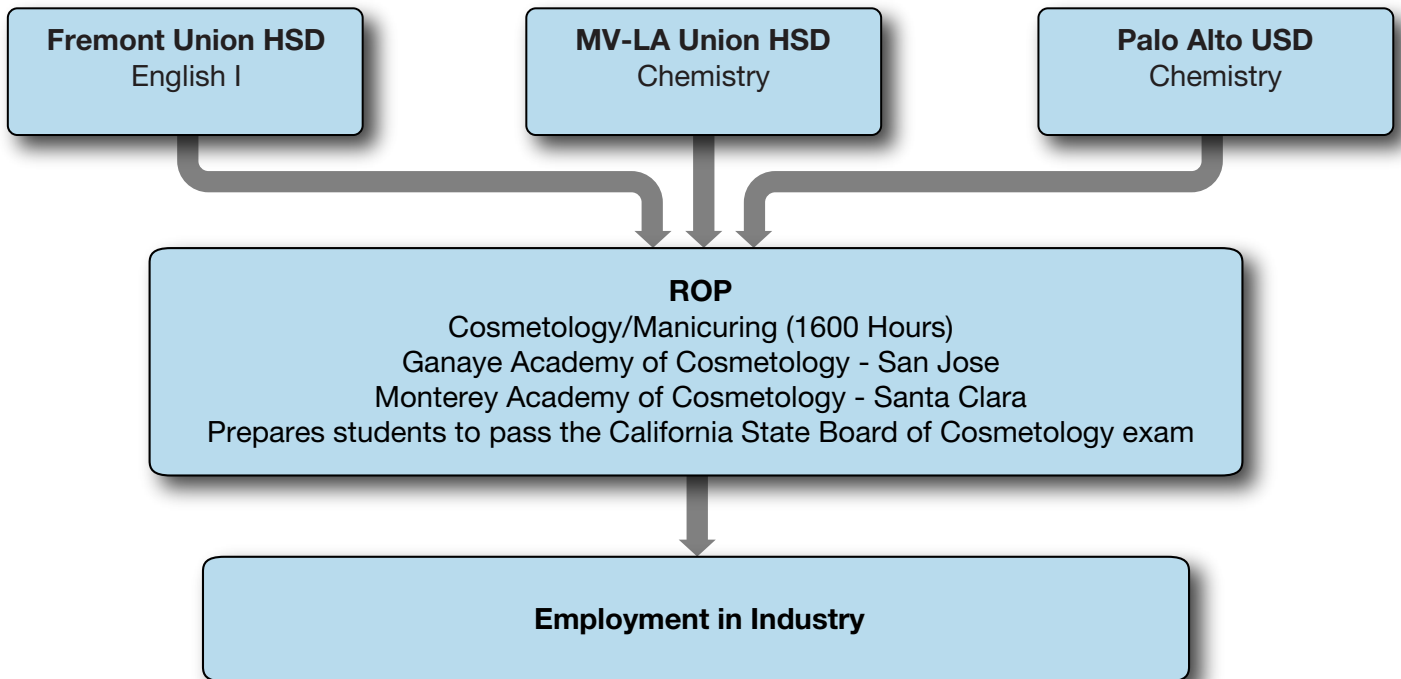 Fremont Union HSD
English I
MV-LA Union HSD
Chemistry
Palo Alto USD
Chemistry
ROP
Cosmetology/Manicuring (1600 Hours)
Ganaye Academy of Cosmetology - San Jose
Monterey Academy of Cosmetology - Santa Clara
Prepares students to pass the California State Board of Cosmetology exam
Employment in Industry